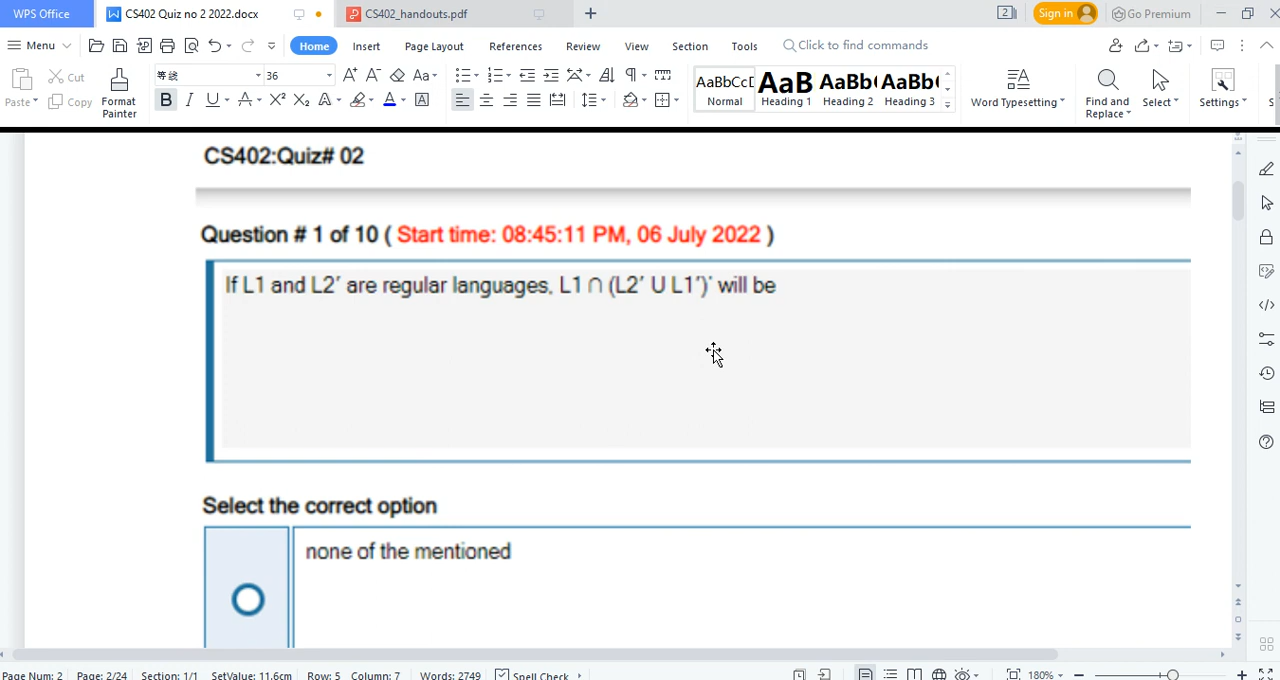 WPS Office CS402 Quiz no 2 2022.docx CS402_handouts.pdf Sign in Go Premium
Menu Home Insert Page Layout References Review View Section Tools Click to find commands
Paste Cut Copy Format Painter 等线 36 Normal Heading 1 Heading 2 Heading 3 Word Typesetting Find and Replace Select Settings
CS402:Quiz# 02
Question # 1 of 10 ( Start time: 08:45:11 PM, 06 July 2022 )
If L1 and L2′ are regular languages, L1 ∩ (L2′ U L1′)′ will be
Select the correct option
none of the mentioned
Page Num: 2 Page: 2/24 Section: 1/1 SetValue: 11.6cm Row: 5 Column: 7 Words: 2749 Spell Check 180%